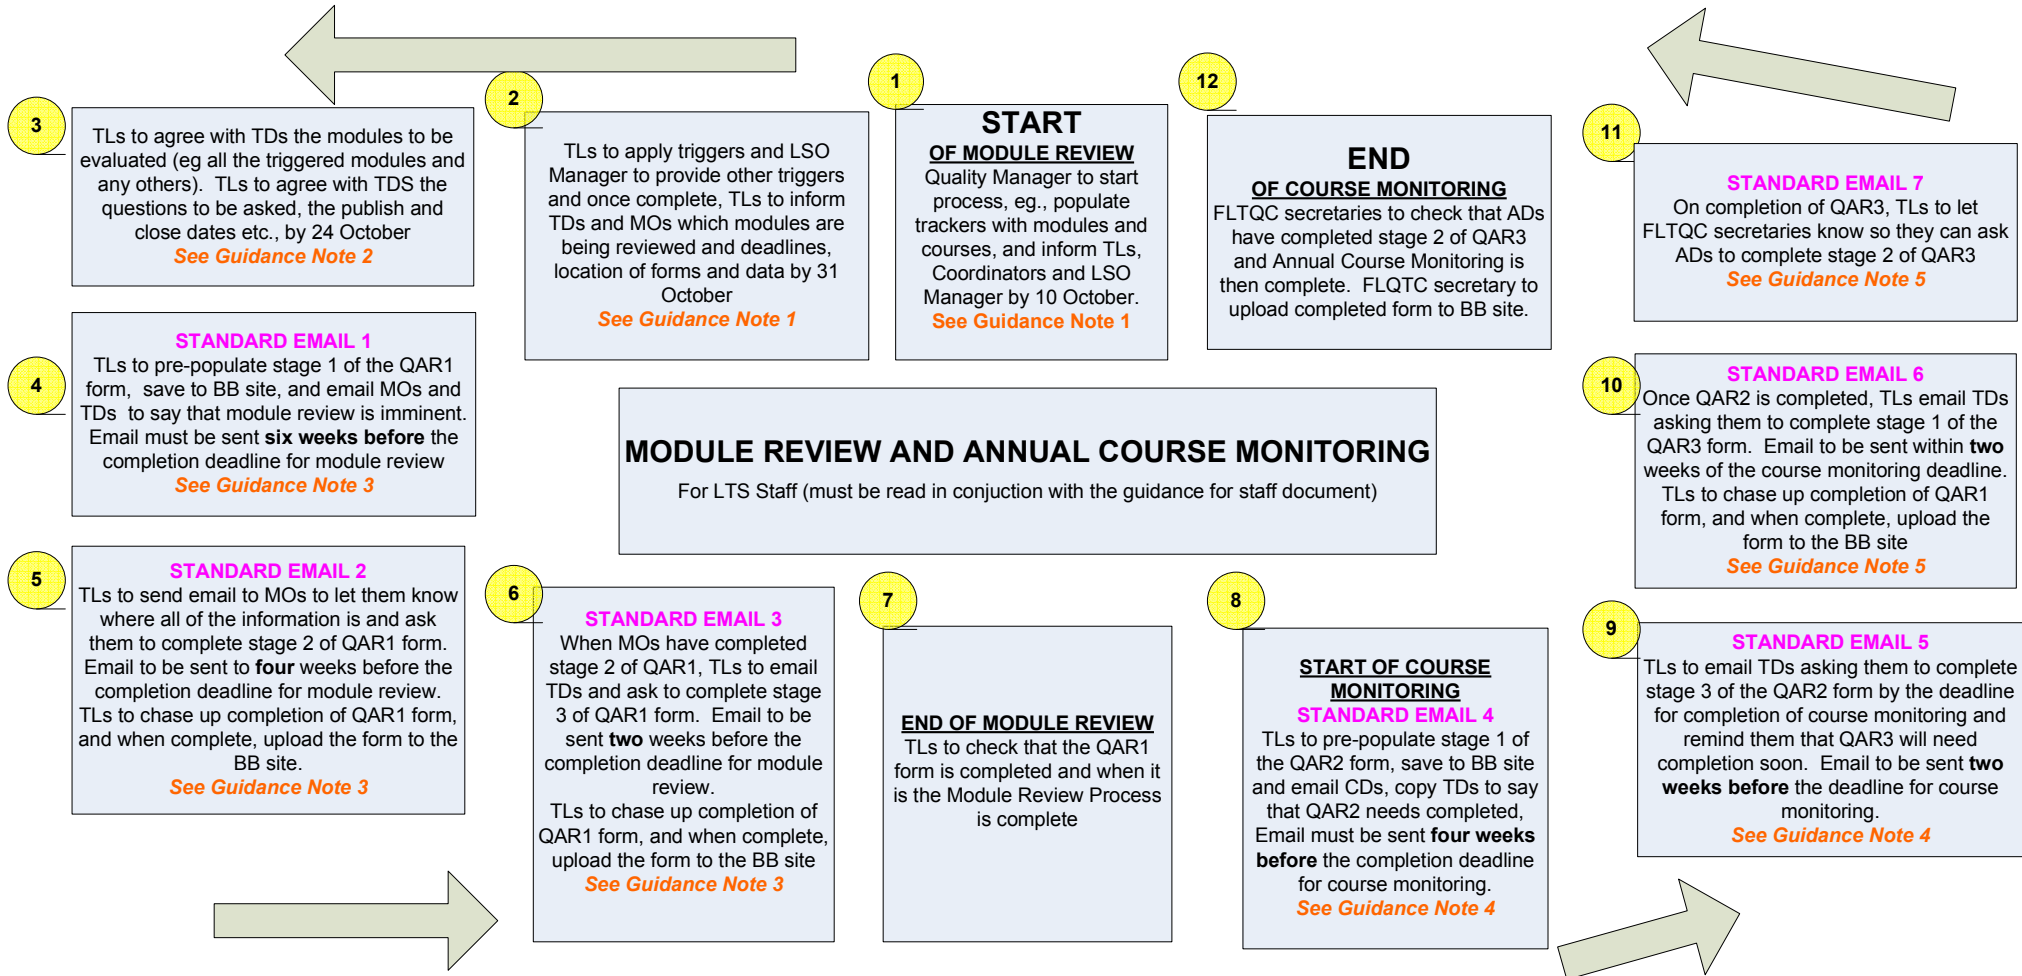 1
START
OF MODULE REVIEW
Quality Manager to start
process, eg., populate
trackers with modules and
courses, and inform TLs,
Coordinators and LSO
Manager by 10 October.
See Guidance Note 1
2
TLs to apply triggers and LSO
Manager to provide other triggers
and once complete, TLs to inform
TDs and MOs which modules are
being reviewed and deadlines,
location of forms and data by 31
October
See Guidance Note 1
3
TLs to agree with TDs the modules to be
evaluated (eg all the triggered modules and
any others).  TLs to agree with TDS the
questions to be asked, the publish and
close dates etc., by 24 October
See Guidance Note 2
4
STANDARD EMAIL 1
TLs to pre-populate stage 1 of the QAR1
form,  save to BB site, and email MOs and
TDs  to say that module review is imminent.
Email must be sent six weeks before the
completion deadline for module review
See Guidance Note 3
5
STANDARD EMAIL 2
TLs to send email to MOs to let them know
where all of the information is and ask
them to complete stage 2 of QAR1 form.
Email to be sent to four weeks before the
completion deadline for module review.
TLs to chase up completion of QAR1 form,
and when complete, upload the form to the
BB site.
See Guidance Note 3
6
STANDARD EMAIL 3
When MOs have completed
stage 2 of QAR1, TLs to email
TDs and ask to complete stage
3 of QAR1 form.  Email to be
sent two weeks before the
completion deadline for module
review.
TLs to chase up completion of
QAR1 form, and when complete,
upload the form to the BB site
See Guidance Note 3
7
END OF MODULE REVIEW
TLs to check that the QAR1
form is completed and when it
is the Module Review Process
is complete
8
START OF COURSE
MONITORING
STANDARD EMAIL 4
TLs to pre-populate stage 1 of
the QAR2 form, save to BB site
and email CDs, copy TDs to say
that QAR2 needs completed,
Email must be sent four weeks
before the completion deadline
for course monitoring.
See Guidance Note 4
9
STANDARD EMAIL 5
TLs to email TDs asking them to complete
stage 3 of the QAR2 form by the deadline
for completion of course monitoring and
remind them that QAR3 will need
completion soon.  Email to be sent two
weeks before the deadline for course
monitoring.
See Guidance Note 4
10
STANDARD EMAIL 6
Once QAR2 is completed, TLs email TDs
asking them to complete stage 1 of the
QAR3 form.  Email to be sent within two
weeks of the course monitoring deadline.
TLs to chase up completion of QAR1
form, and when complete, upload the
form to the BB site
See Guidance Note 5
11
STANDARD EMAIL 7
On completion of QAR3, TLs to let
FLTQC secretaries know so they can ask
ADs to complete stage 2 of QAR3
See Guidance Note 5
12
END
OF COURSE MONITORING
FLTQC secretaries to check that ADs
have completed stage 2 of QAR3
and Annual Course Monitoring is
then complete.  FLQTC secretary to
upload completed form to BB site.
MODULE REVIEW AND ANNUAL COURSE MONITORING
For LTS Staff (must be read in conjuction with the guidance for staff document)